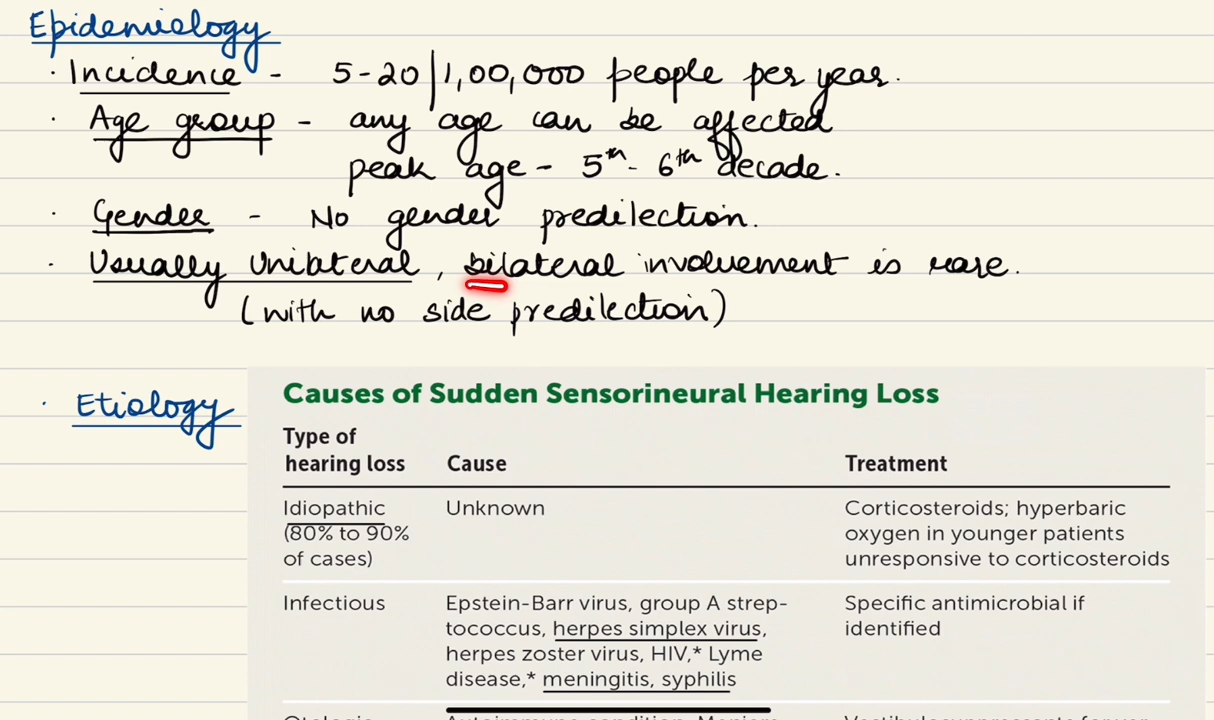 Epidemiology
· Incidence - 5-20|1,00,000 people per year.
· Age group - any age can be affected
peak age - 5th - 6th decade.
· Gender - No gender predilection.
· Usually Unilateral, bilateral involvement is rare.
(with no side predilection)
· Etiology
Causes of Sudden Sensorineural Hearing Loss
Type of
hearing loss Cause Treatment
Idiopathic Unknown Corticosteroids; hyperbaric
(80% to 90% oxygen in younger patients
of cases) unresponsive to corticosteroids
Infectious Epstein-Barr virus, group A strep- Specific antimicrobial if
tococcus, herpes simplex virus, identified
herpes zoster virus, HIV,* Lyme
disease,* meningitis, syphilis